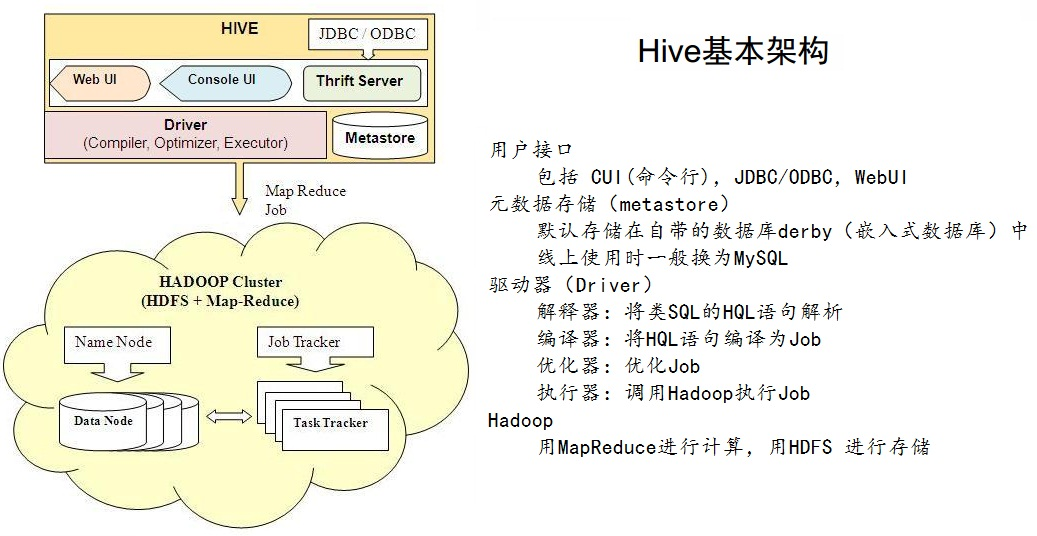 HIVE
JDBC / ODBC
Web UI
Console UI
Thrift Server
Driver
(Compiler, Optimizer, Executor)
Metastore
Map Reduce
Job
HADOOP Cluster
(HDFS + Map-Reduce)
Name Node
Job Tracker
Data Node
Task Tracker
Hive基本架构
用户接口
包括 CUI(命令行), JDBC/ODBC, WebUI
元数据存储（metastore）
默认存储在自带的数据库derby（嵌入式数据库）中
线上使用时一般换为MySQL
驱动器（Driver）
解释器：将类SQL的HQL语句解析
编译器：将HQL语句编译为Job
优化器：优化Job
执行器：调用Hadoop执行Job
Hadoop
用MapReduce进行计算, 用HDFS 进行存储